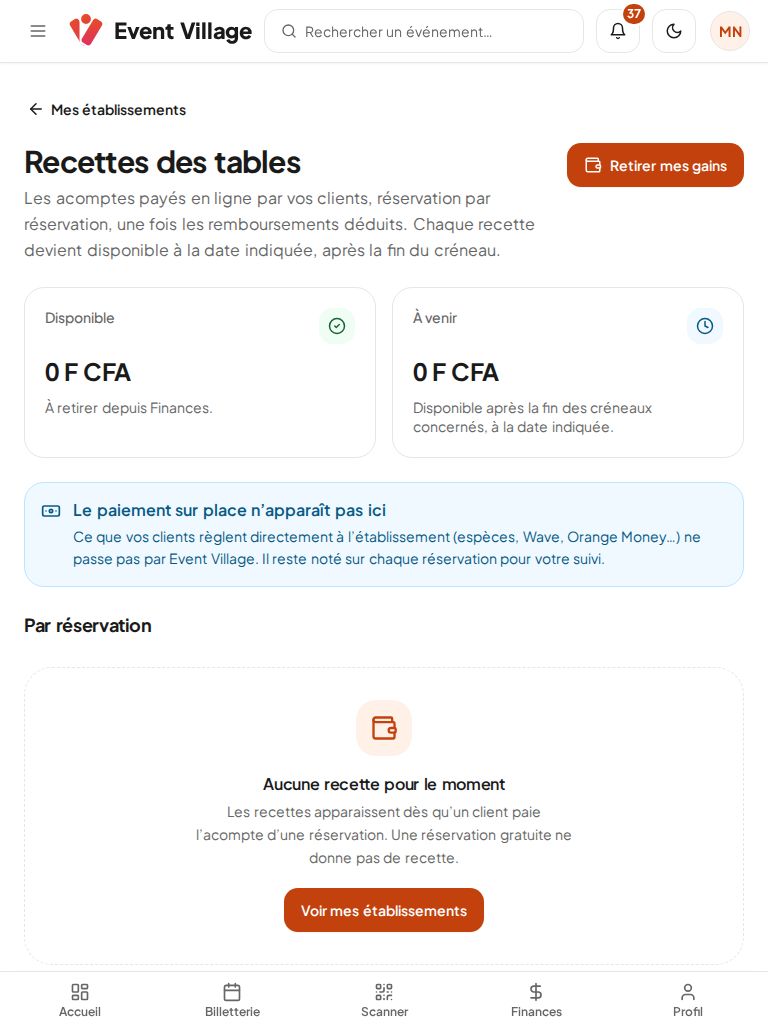 Event Village
Rechercher un événement…
37
MN
Mes établissements
Recettes des tables
Retirer mes gains
Les acomptes payés en ligne par vos clients, réservation par
réservation, une fois les remboursements déduits. Chaque recette
devient disponible à la date indiquée, après la fin du créneau.
Disponible
0 F CFA
À retirer depuis Finances.
À venir
0 F CFA
Disponible après la fin des créneaux
concernés, à la date indiquée.
Le paiement sur place n’apparaît pas ici
Ce que vos clients règlent directement à l’établissement (espèces, Wave, Orange Money…) ne
passe pas par Event Village. Il reste noté sur chaque réservation pour votre suivi.
Par réservation
Aucune recette pour le moment
Les recettes apparaissent dès qu’un client paie
l’acompte d’une réservation. Une réservation gratuite ne
donne pas de recette.
Voir mes établissements
Accueil
Billetterie
Scanner
Finances
Profil